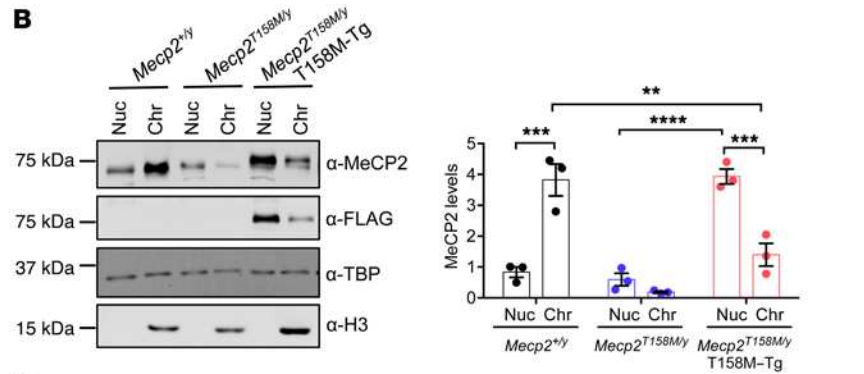 B
Mecp2+/y
Mecp2T158M/y
Mecp2T158M/y
T158M-Tg
Nuc Chr Nuc Chr Nuc Chr
75 kDa α-MeCP2
75 kDa α-FLAG
37 kDa α-TBP
15 kDa α-H3
**
****
*** ***
MeCP2 levels
5
4
3
2
1
0
Nuc Chr Nuc Chr Nuc Chr
Mecp2+/y Mecp2T158M/y Mecp2T158M/y
T158M–Tg